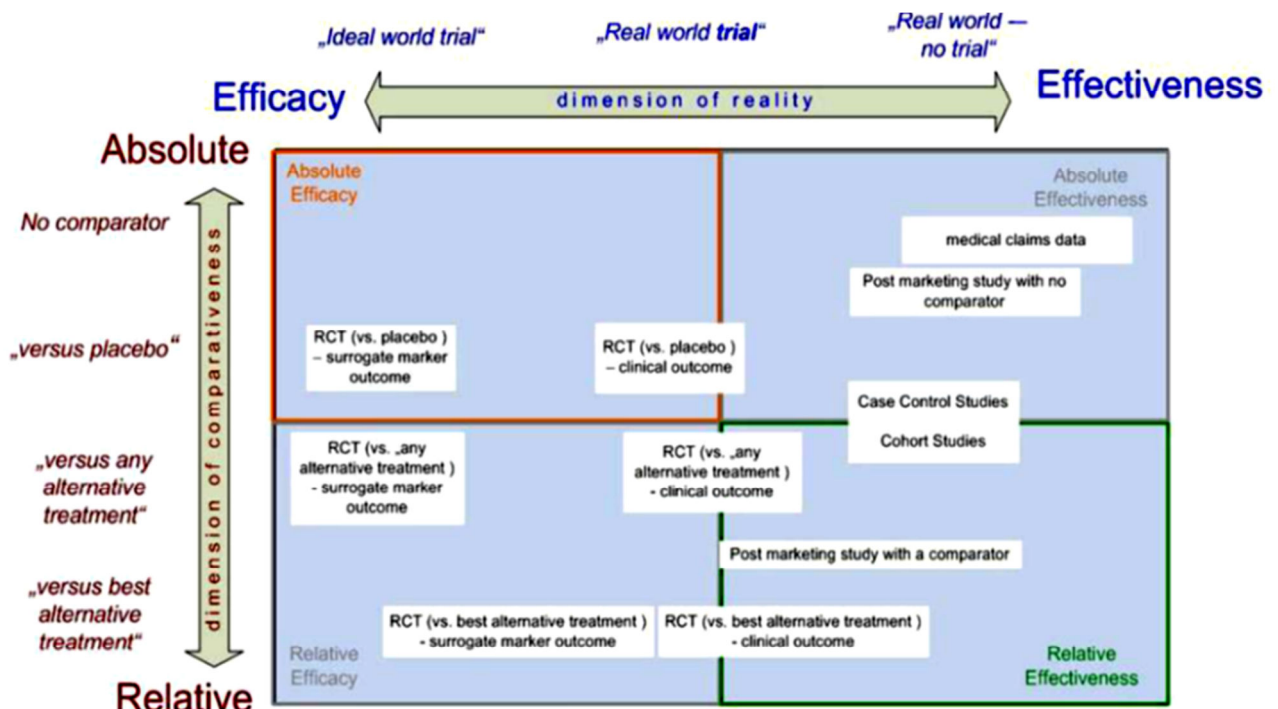 „Ideal world trial“
„Real world trial“
„Real world —
no trial“
Efficacy
dimension of reality
Effectiveness
Absolute
No comparator
„versus placebo“
„versus any
alternative
treatment“
„versus best
alternative
treatment“
Relative
dimension of comparativeness
Absolute
Efficacy
Absolute
Effectiveness
medical claims data
Post marketing study with no
comparator
RCT (vs. placebo )
– surrogate marker
outcome
RCT (vs. placebo )
– clinical outcome
Case Control Studies
Cohort Studies
RCT (vs. „any
alternative treatment )
- surrogate marker
outcome
RCT (vs. „any
alternative treatment )
- clinical outcome
Post marketing study with a comparator
RCT (vs. best alternative treatment )
- surrogate marker outcome
RCT (vs. best alternative treatment )
- clinical outcome
Relative
Efficacy
Relative
Effectiveness